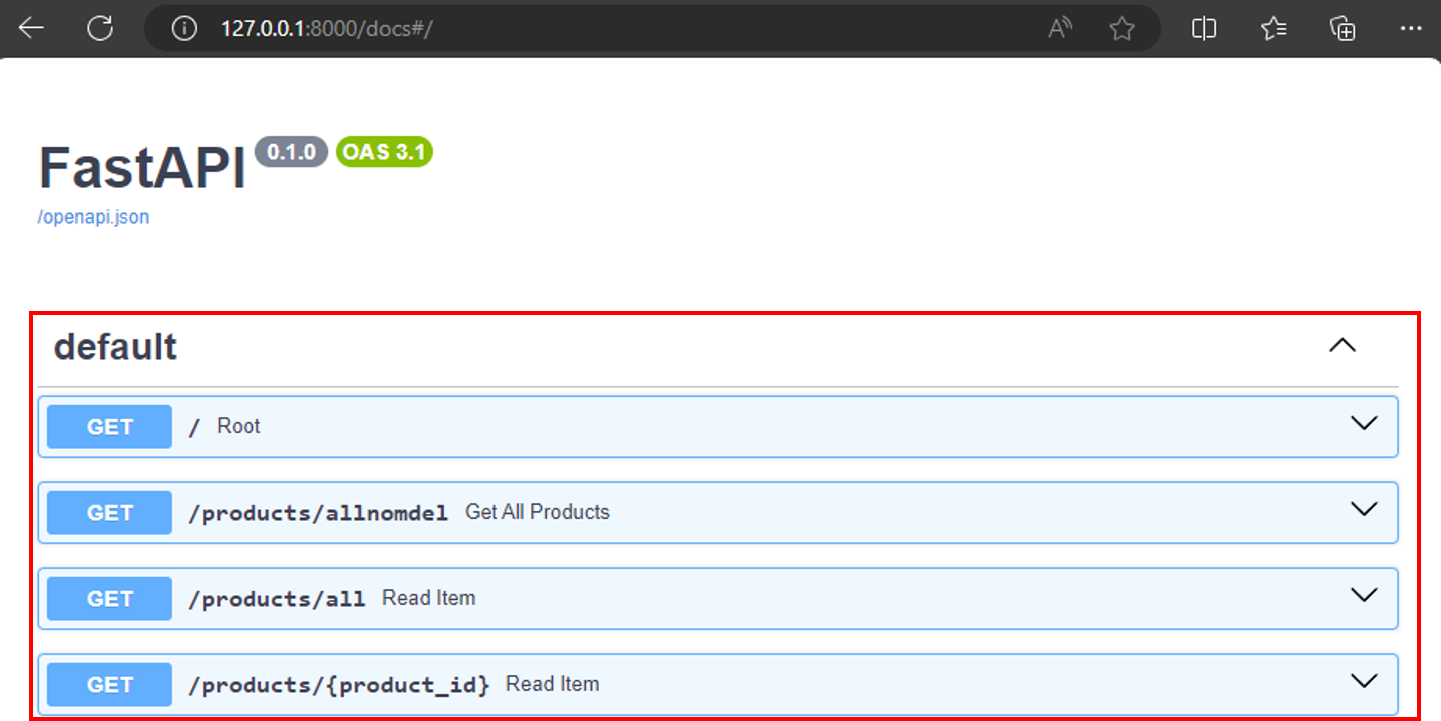 127.0.0.1:8000/docs#/
FastAPI 0.1.0 OAS 3.1
/openapi.json
default
GET / Root
GET /products/allnomdel Get All Products
GET /products/all Read Item
GET /products/{product_id} Read Item